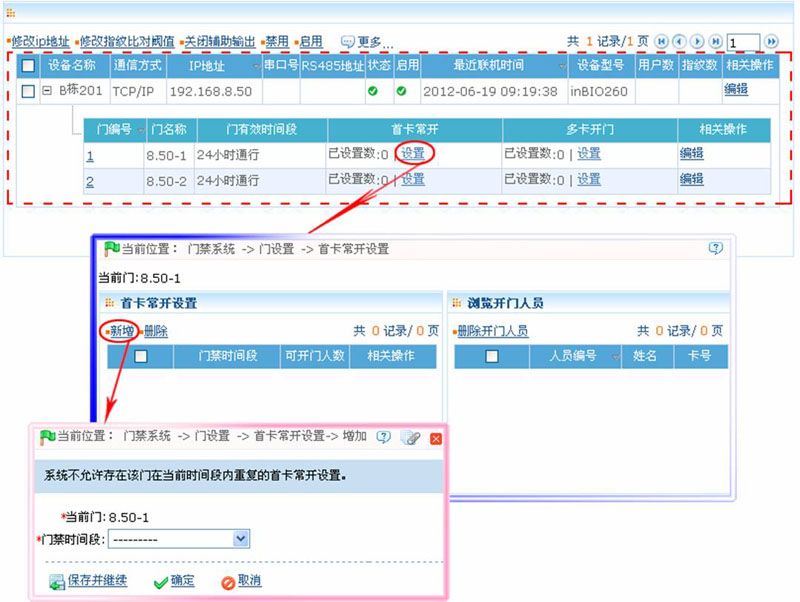 修改ip地址 修改指纹比对阈值 关闭辅助输出 禁用 启用 更多... 共 1 记录/1 页 1
设备名称 通信方式 IP地址 串口号 RS485地址 状态 启用 最近联机时间 设备型号 用户数 指纹数 相关操作
B栋201 TCP/IP 192.168.8.50 2012-06-19 09:19:38 inBIO260 编辑
门编号 门名称 门有效时间段 首卡常开 多卡开门 相关操作
1 8.50-1 24小时通行 已设置数:0 | 设置 已设置数:0 | 设置 编辑
2 8.50-2 24小时通行 已设置数:0 | 设置 已设置数:0 | 设置 编辑
当前位置: 门禁系统 -> 门设置 -> 首卡常开设置
当前门:8.50-1
首卡常开设置
新增 删除 共 0 记录/ 0 页
门禁时间段 可开门人数 相关操作
浏览开门人员
删除开门人员 共 0 记录/ 0 页
人员编号 姓名 卡号
当前位置: 门禁系统 -> 门设置 -> 首卡常开设置-> 增加
系统不允许存在该门在当前时间段内重复的首卡常开设置。
*当前门:8.50-1
*门禁时间段: ---------
保存并继续 确定 取消